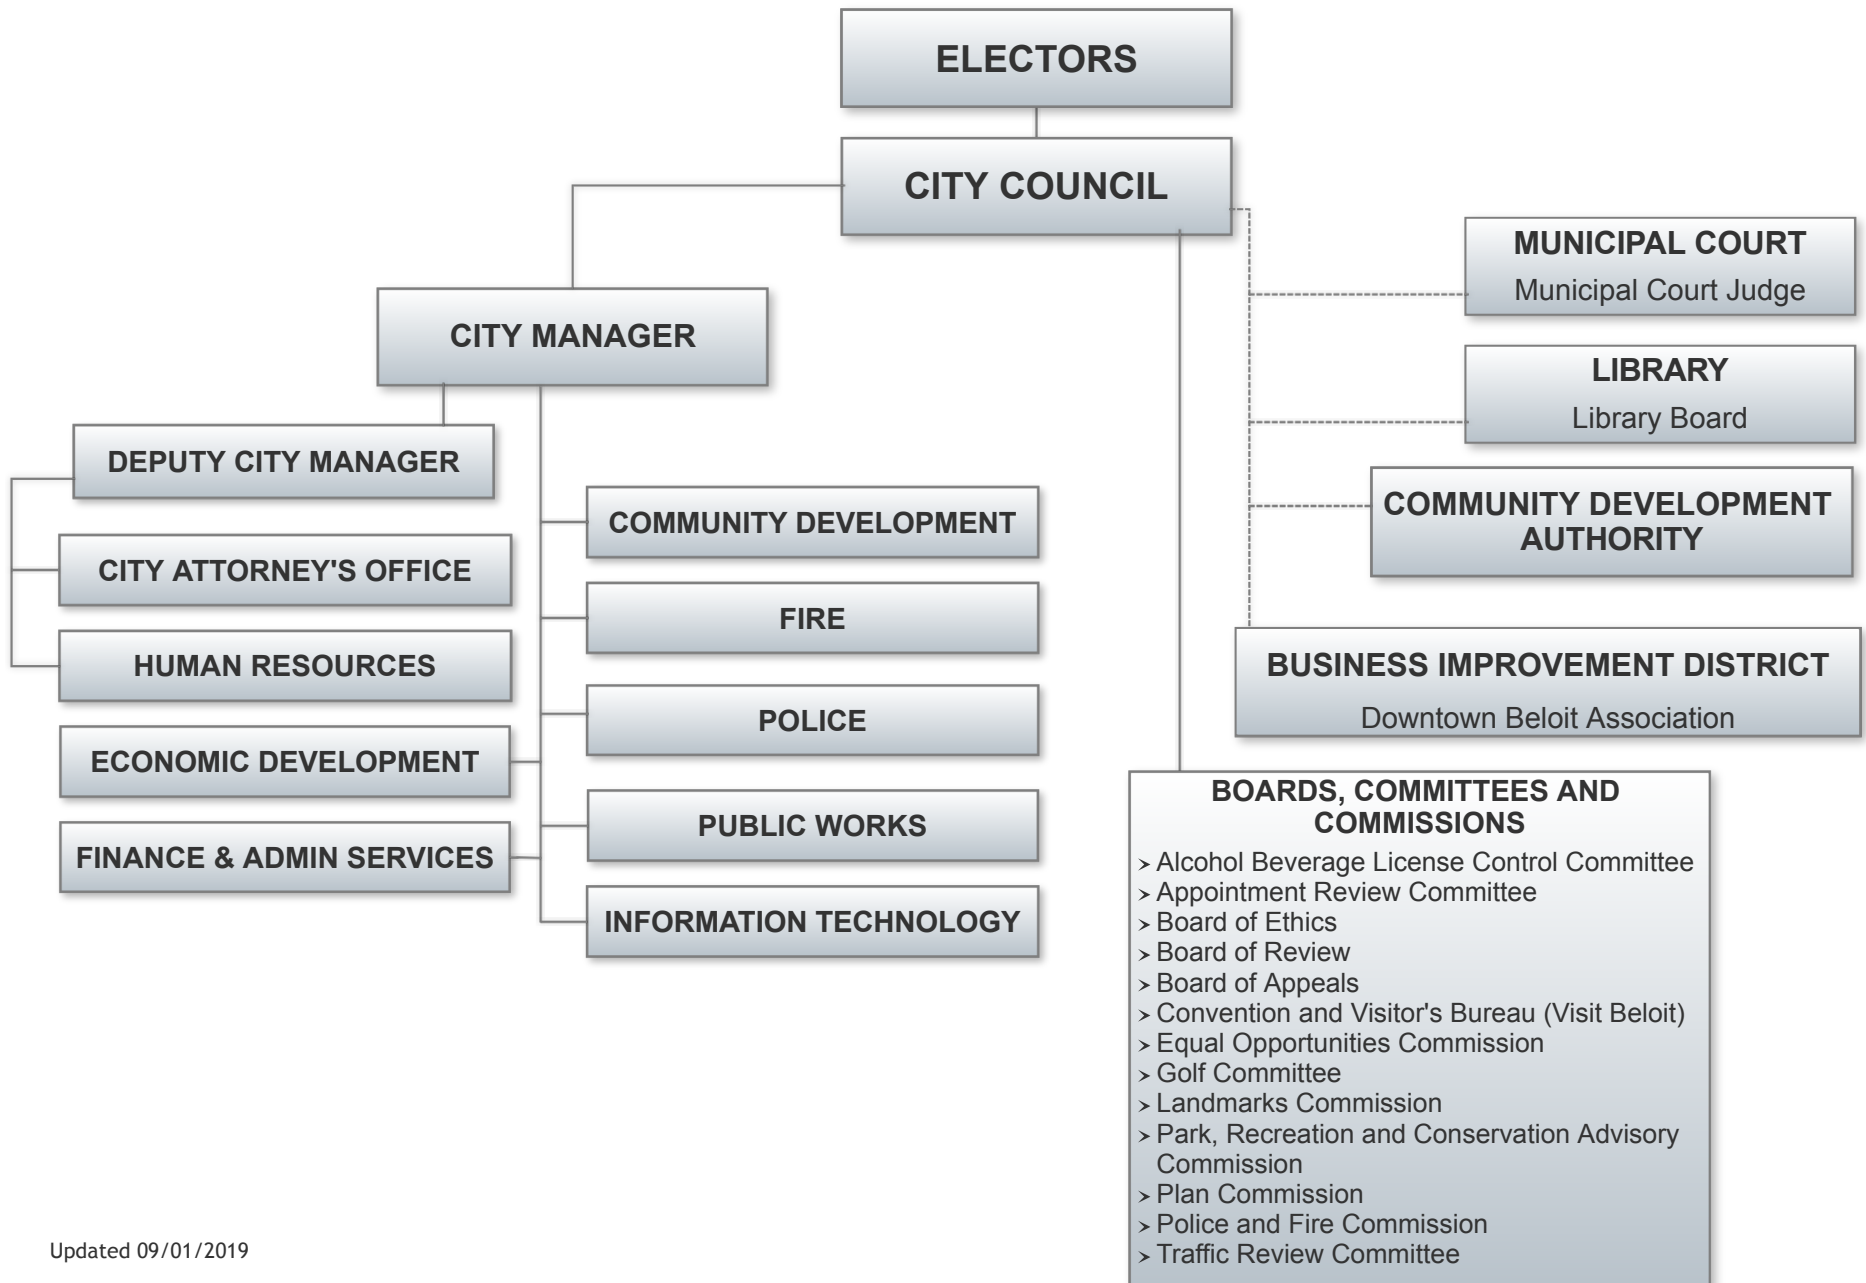 ELECTORS
CITY COUNCIL
CITY MANAGER
DEPUTY CITY MANAGER
CITY ATTORNEY'S OFFICE
HUMAN RESOURCES
ECONOMIC DEVELOPMENT
FINANCE & ADMIN SERVICES
COMMUNITY DEVELOPMENT
FIRE
POLICE
PUBLIC WORKS
INFORMATION TECHNOLOGY
MUNICIPAL COURT
Municipal Court Judge
LIBRARY
Library Board
COMMUNITY DEVELOPMENT
AUTHORITY
BUSINESS IMPROVEMENT DISTRICT
Downtown Beloit Association
BOARDS, COMMITTEES AND
COMMISSIONS
➢ Alcohol Beverage License Control Committee
➢ Appointment Review Committee
➢ Board of Ethics
➢ Board of Review
➢ Board of Appeals
➢ Convention and Visitor's Bureau (Visit Beloit)
➢ Equal Opportunities Commission
➢ Golf Committee
➢ Landmarks Commission
➢ Park, Recreation and Conservation Advisory
Commission
➢ Plan Commission
➢ Police and Fire Commission
➢ Traffic Review Committee
Updated 09/01/2019